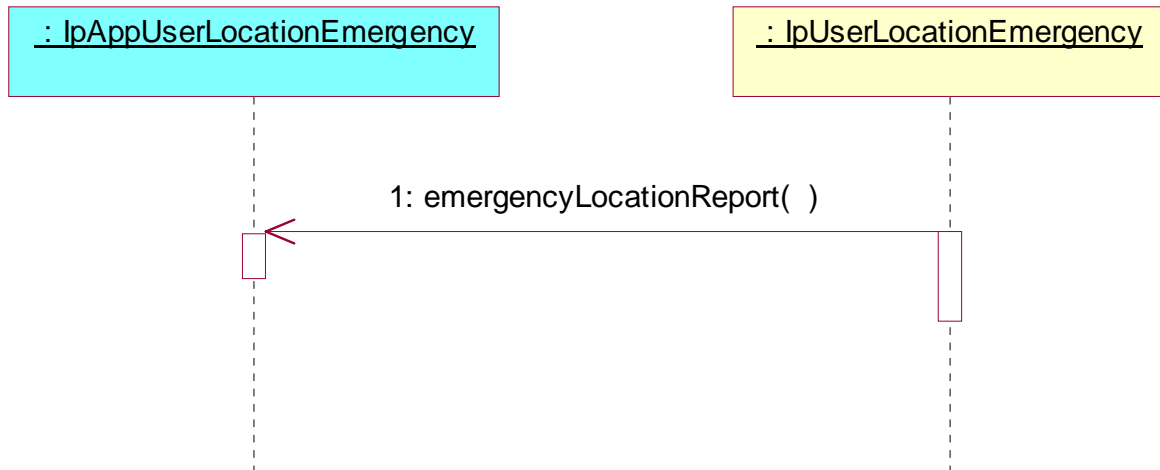 : IpAppUserLocationEmergency
: IpUserLocationEmergency
1: emergencyLocationReport(  )